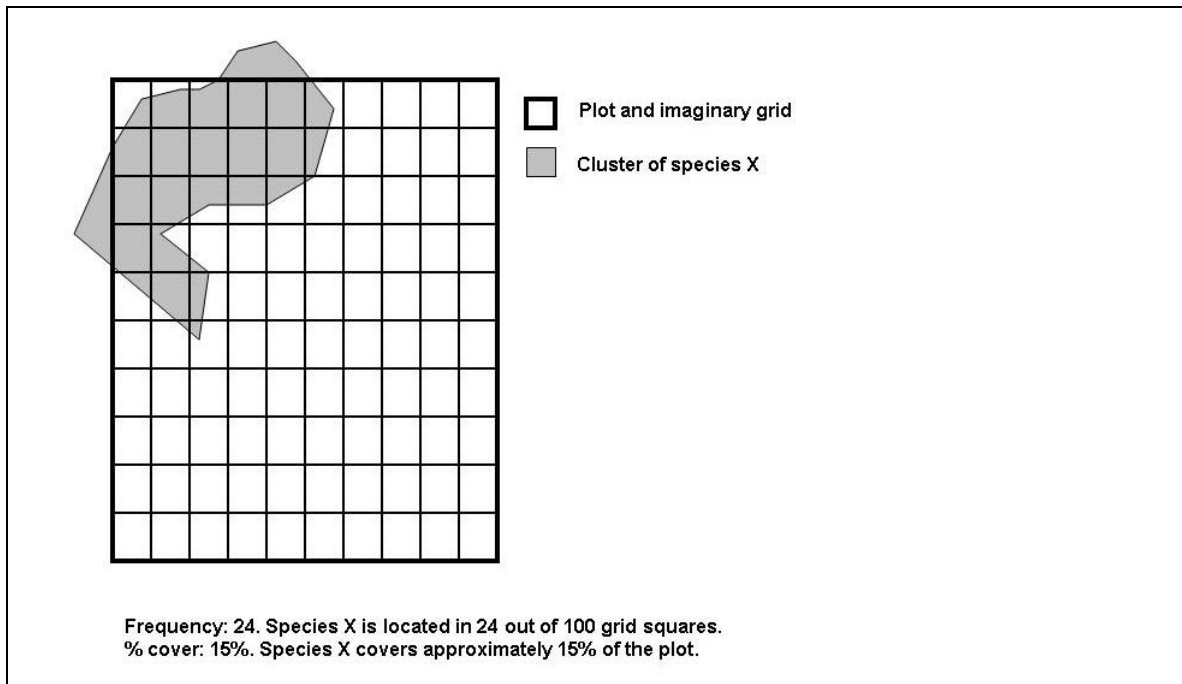 Plot and imaginary grid
Cluster of species X
Frequency: 24. Species X is located in 24 out of 100 grid squares.
% cover: 15%. Species X covers approximately 15% of the plot.